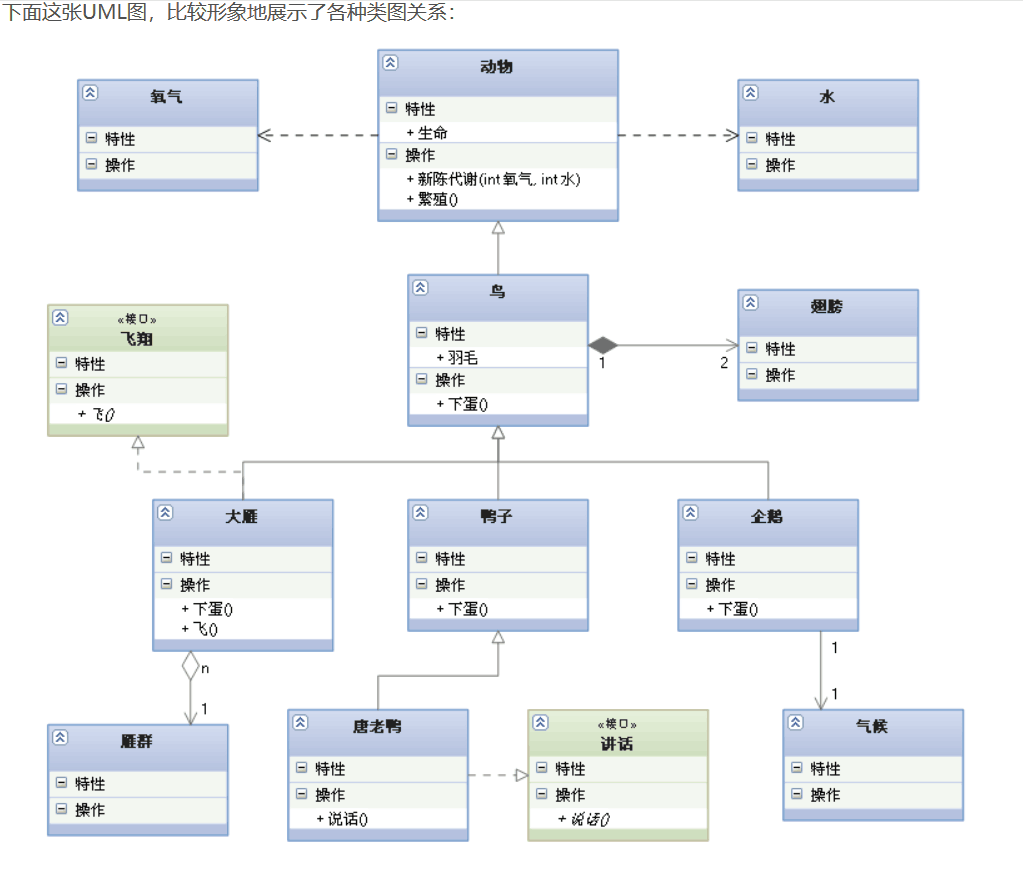 下面这张UML图，比较形象地展示了各种类图关系：
氧气
特性
操作
动物
特性
+ 生命
操作
+ 新陈代谢(int 氧气, int 水)
+ 繁殖()
水
特性
操作
«接口»
飞翔
特性
操作
+ 飞()
鸟
特性
+ 羽毛
操作
+ 下蛋()
1
2
翅膀
特性
操作
大雁
特性
操作
+ 下蛋()
+ 飞()
鸭子
特性
操作
+ 下蛋()
企鹅
特性
操作
+ 下蛋()
n
1
1
1
雁群
特性
操作
唐老鸭
特性
操作
+ 说话()
«接口»
讲话
特性
操作
+ 说话()
气候
特性
操作